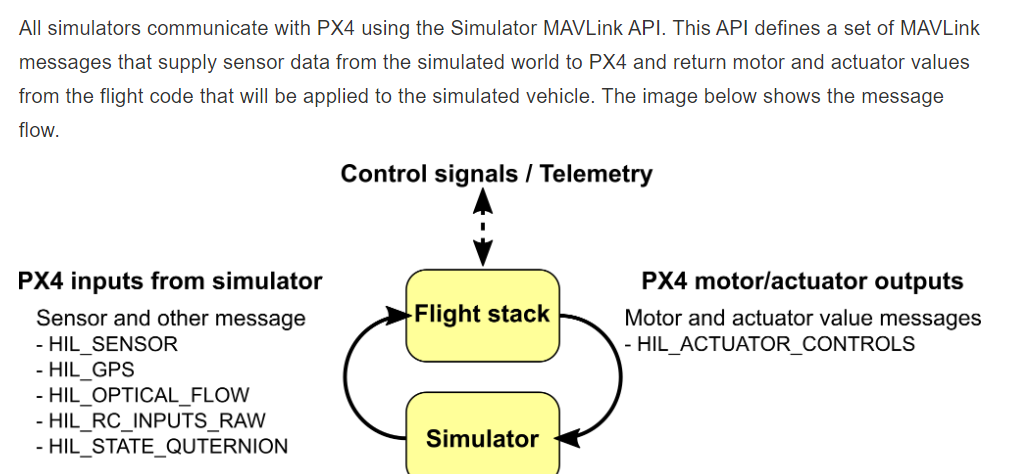 All simulators communicate with PX4 using the Simulator MAVLink API. This API defines a set of MAVLink
messages that supply sensor data from the simulated world to PX4 and return motor and actuator values
from the flight code that will be applied to the simulated vehicle. The image below shows the message
flow.
Control signals / Telemetry
PX4 inputs from simulator
Sensor and other message
- HIL_SENSOR
- HIL_GPS
- HIL_OPTICAL_FLOW
- HIL_RC_INPUTS_RAW
- HIL_STATE_QUTERNION
Flight stack
Simulator
PX4 motor/actuator outputs
Motor and actuator value messages
- HIL_ACTUATOR_CONTROLS